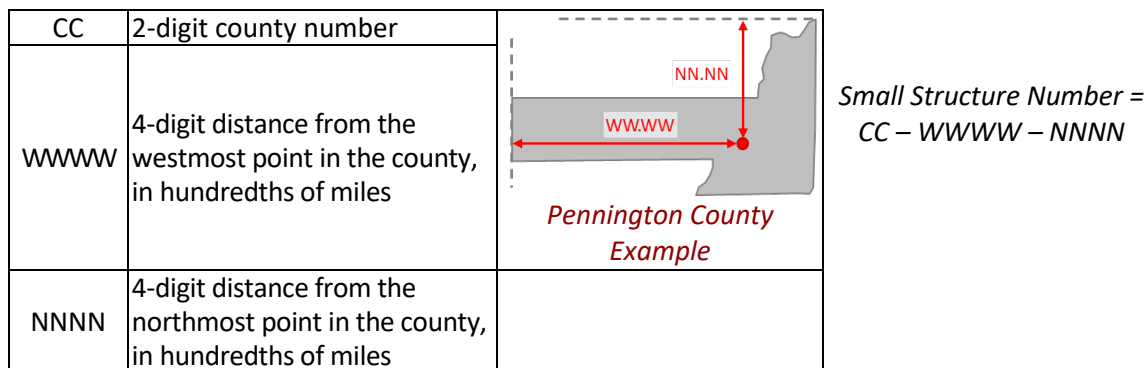 CC
2-digit county number
NN.NN
WW.WW
WWWW
4-digit distance from the
westmost point in the county,
in hundredths of miles
Pennington County
Example
NNNN
4-digit distance from the
northmost point in the county,
in hundredths of miles
Small Structure Number =
CC – WWWW – NNNN